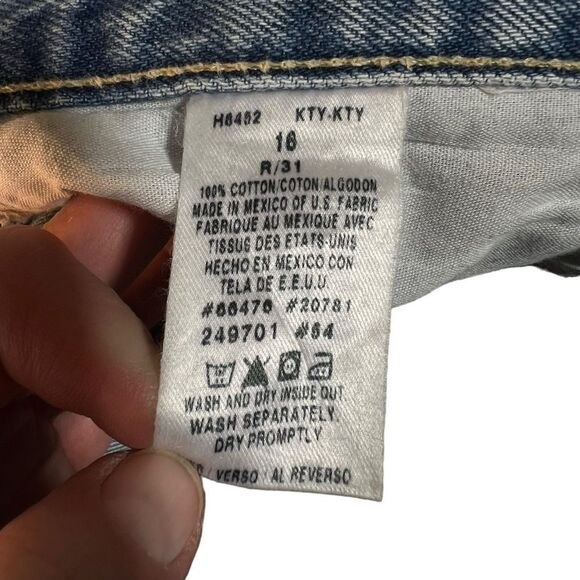 H6452 KTY-KTY
16
R/31
100% COTTON/COTON/ALGODON
MADE IN MEXICO OF U.S. FABRIC
FABRIQUE AU MEXIQUE AVEC
TISSUS DES ETATS-UNIS
HECHO EN MEXICO CON
TELA DE E.E.U.U.
#66476 #20781
249701 #64
WASH AND DRY INSIDE OUT
WASH SEPARATELY.
DRY PROMPTLY
/VERSO / AL REVERSO